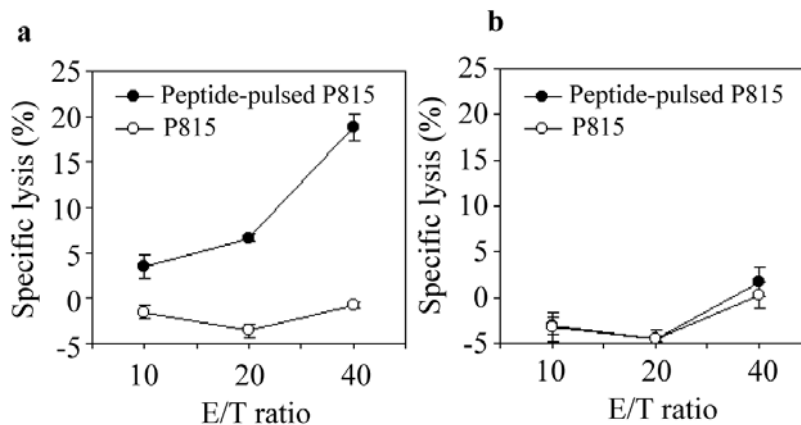 a
25
20
15
10
5
0
-5
Specific lysis (%)
Peptide-pulsed P815
P815
10 20 40
E/T ratio
b
25
20
15
10
5
0
-5
Specific lysis (%)
Peptide-pulsed P815
P815
10 20 40
E/T ratio